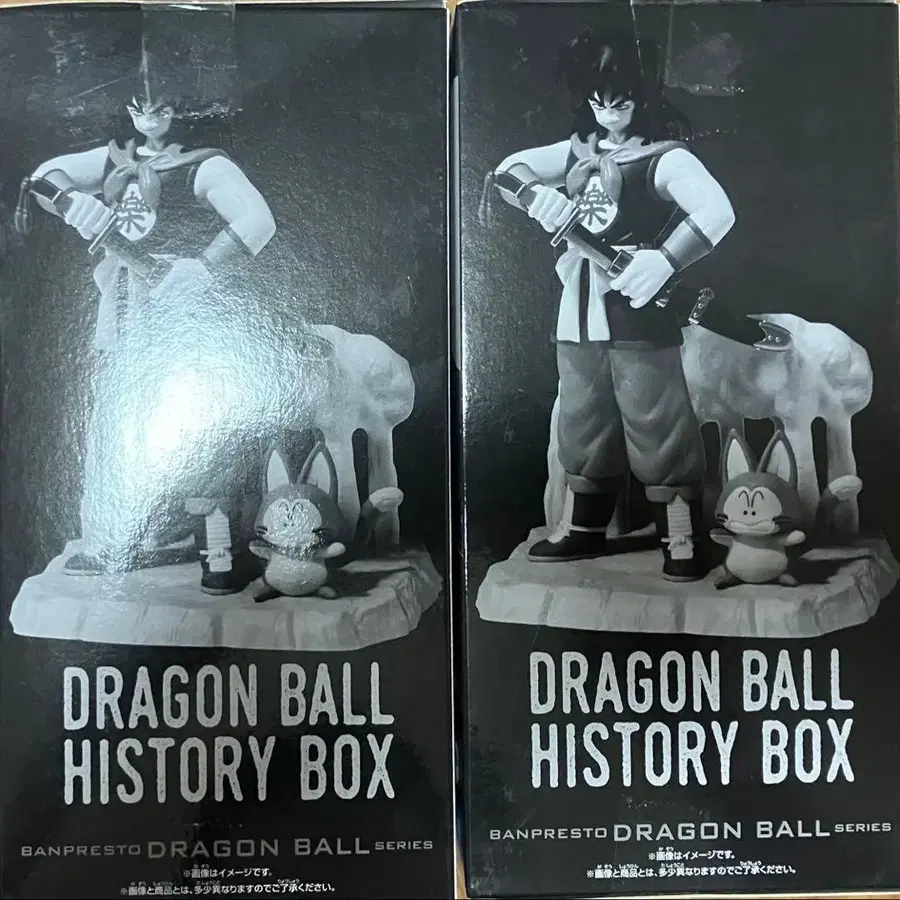 樂
DRAGON BALL
HISTORY BOX
BANPRESTO DRAGON BALL SERIES
※画像はイメージです。
※画像と商品とは、多少異なりますのでご了承ください。
樂
DRAGON BALL
HISTORY BOX
BANPRESTO DRAGON BALL SERIES
※画像はイメージです。
※画像と商品とは、多少異なりますのでご了承ください。